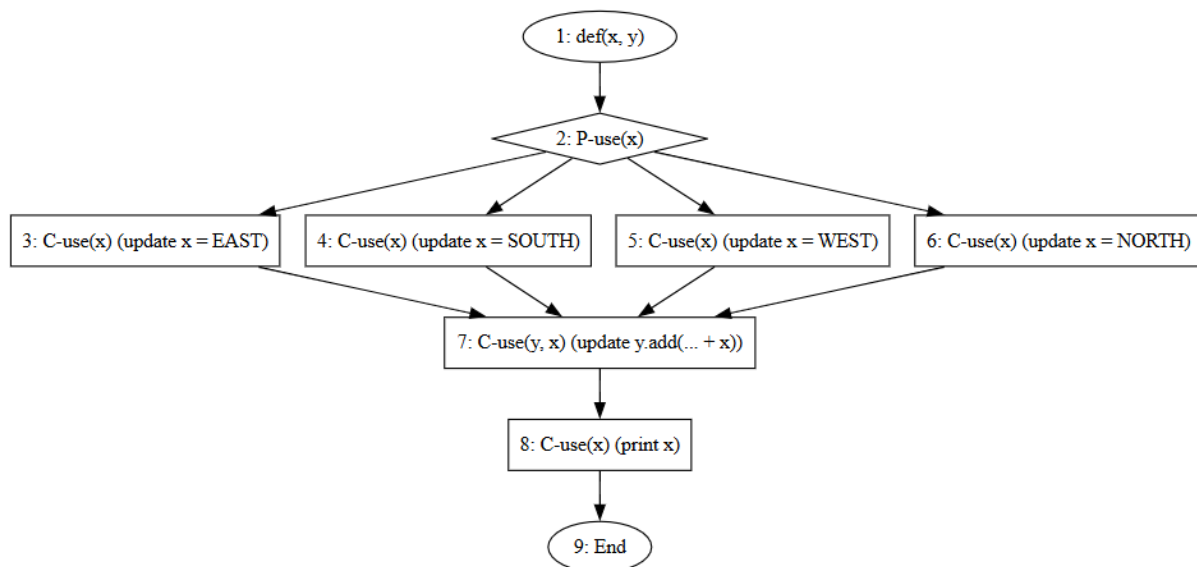 1: def(x, y)
2: P-use(x)
3: C-use(x) (update x = EAST)
4: C-use(x) (update x = SOUTH)
5: C-use(x) (update x = WEST)
6: C-use(x) (update x = NORTH)
7: C-use(y, x) (update y.add(... + x))
8: C-use(x) (print x)
9: End